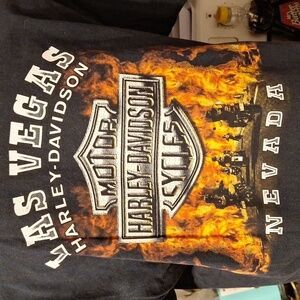 LAS VEGAS
HARLEY-DAVIDSON
MOTOR
HARLEY-DAVIDSON
CYCLES
NEVADA